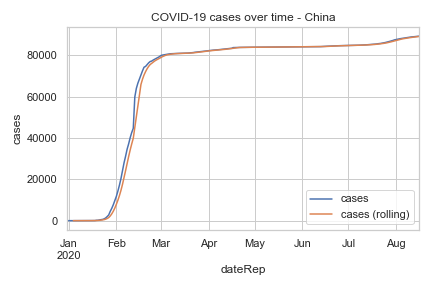 COVID-19 cases over time - China
80000
60000
40000
20000
0
cases
cases
cases (rolling)
Jan Feb Mar Apr May Jun Jul Aug
2020
dateRep